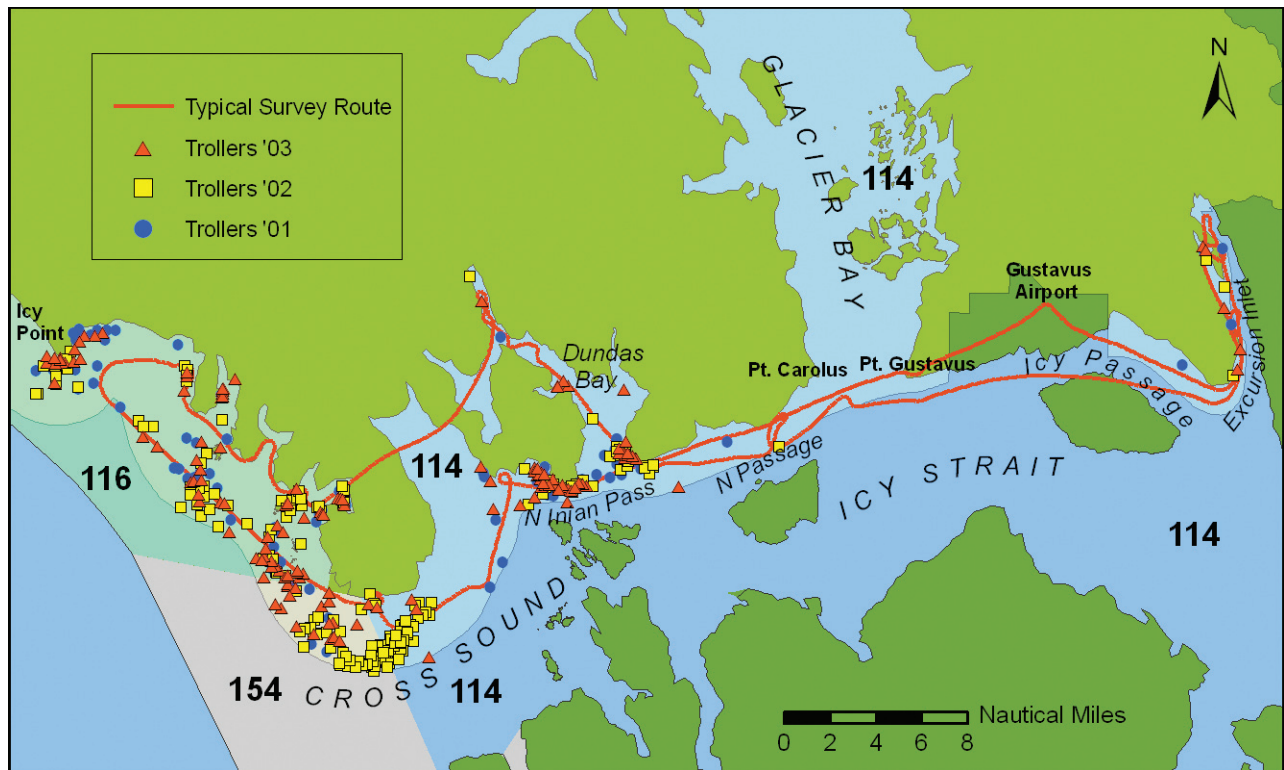 Typical Survey Route
Trollers '03
Trollers '02
Trollers '01
N
GLACIER BAY
114
Icy
Point
Gustavus
Airport
Dundas
Bay
Pt. Carolus
Pt. Gustavus
Icy Passage
Excursion Inlet
116
114
N Passage
N Inian Pass
ICY STRAIT
114
CROSS SOUND
154
114
Nautical Miles
0 2 4 6 8